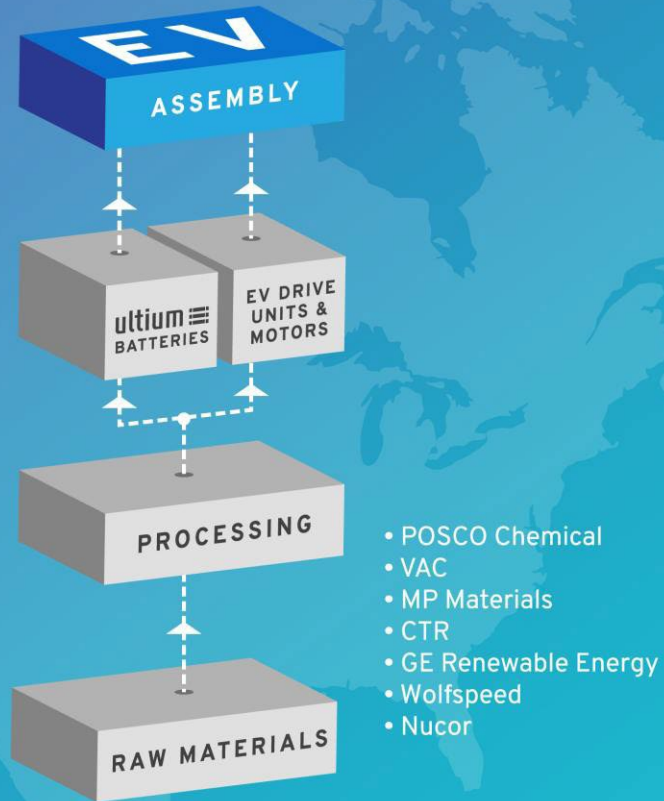 EV
ASSEMBLY
ultium
BATTERIES
EV DRIVE
UNITS &
MOTORS
PROCESSING
• POSCO Chemical
• VAC
• MP Materials
• CTR
• GE Renewable Energy
• Wolfspeed
• Nucor
RAW MATERIALS